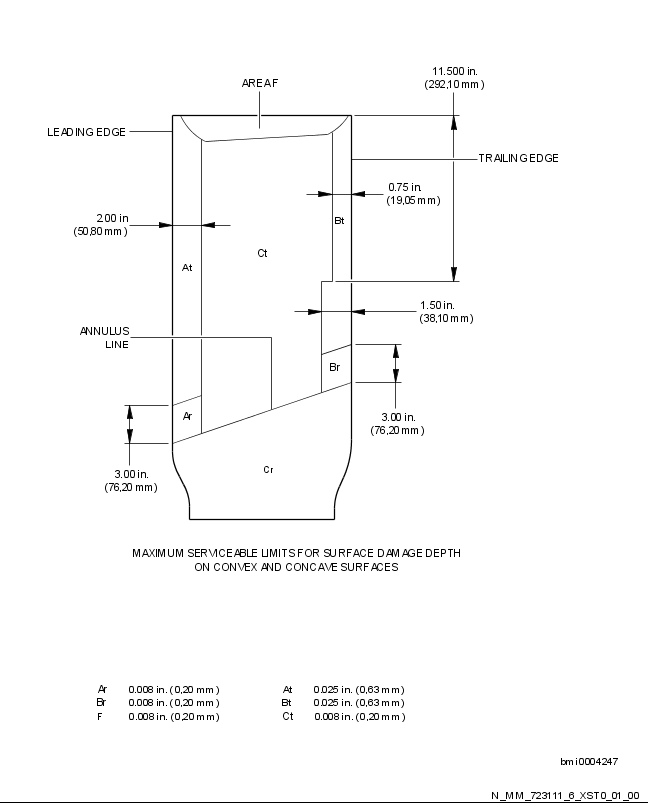 11.500 in.
(292,10 mm)
AREA F
LEADING EDGE
TRAILING EDGE
0.75 in.
(19,05 mm)
2.00 in
(50,80 mm)
Bt
Ct
At
1.50 in.
(38,10 mm)
ANNULUS
LINE
Br
Ar
3.00 in.
(76,20 mm)
3.00 in.
(76,20 mm)
Cr
MAXIMUM SERVICEABLE LIMITS FOR SURFACE DAMAGE DEPTH
ON CONVEX AND CONCAVE SURFACES
Ar 0.008 in. (0,20 mm) At 0.025 in. (0,63 mm)
Br 0.008 in. (0,20 mm) Bt 0.025 in. (0,63 mm)
F 0.008 in. (0,20 mm) Ct 0.008 in. (0,20 mm)
bmi0004247
N_MM_723111_6_XST0_01_00